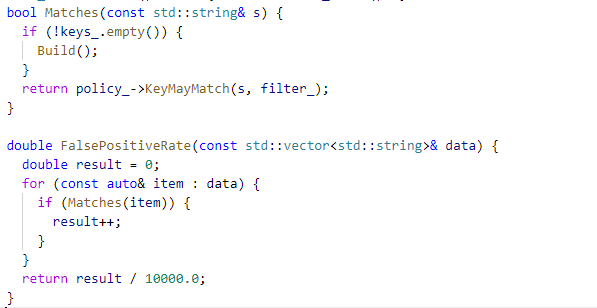 bool Matches(const std::string& s) {
  if (!keys_.empty()) {
    Build();
  }
  return policy_->KeyMayMatch(s, filter_);
}

double FalsePositiveRate(const std::vector<std::string>& data) {
  double result = 0;
  for (const auto& item : data) {
    if (Matches(item)) {
      result++;
    }
  }
  return result / 10000.0;
}